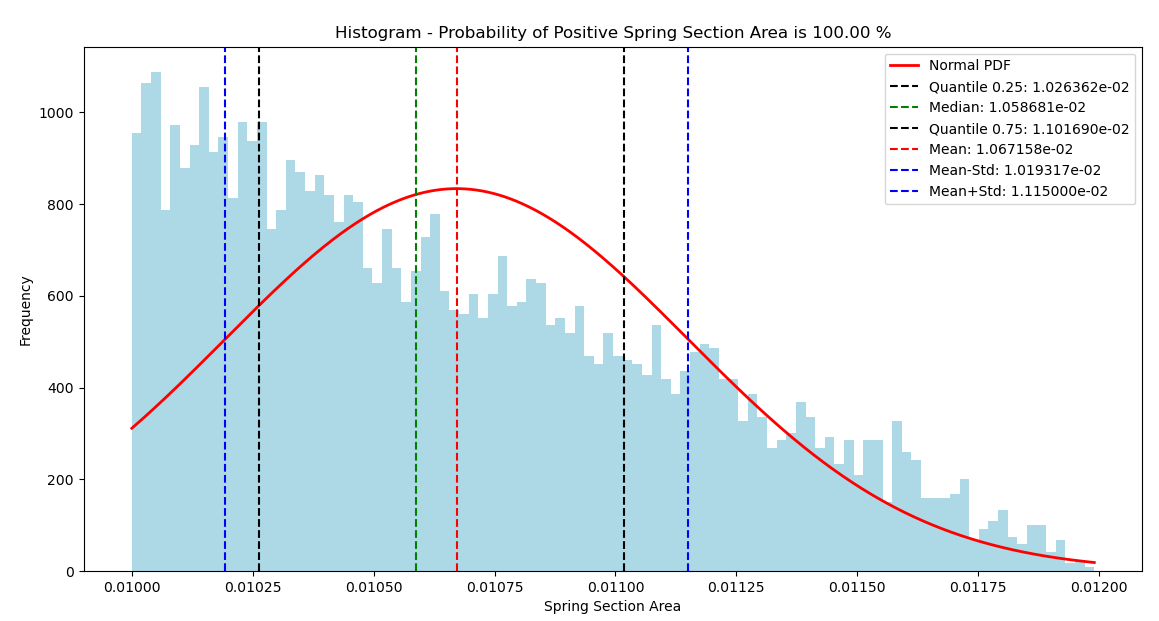 Histogram - Probability of Positive Spring Section Area is 100.00 %
Normal PDF
Quantile 0.25: 1.026362e-02
Median: 1.058681e-02
Quantile 0.75: 1.101690e-02
Mean: 1.067158e-02
Mean-Std: 1.019317e-02
Mean+Std: 1.115000e-02
Frequency
1000
800
600
400
200
0
0.01000 0.01025 0.01050 0.01075 0.01100 0.01125 0.01150 0.01175 0.01200
Spring Section Area